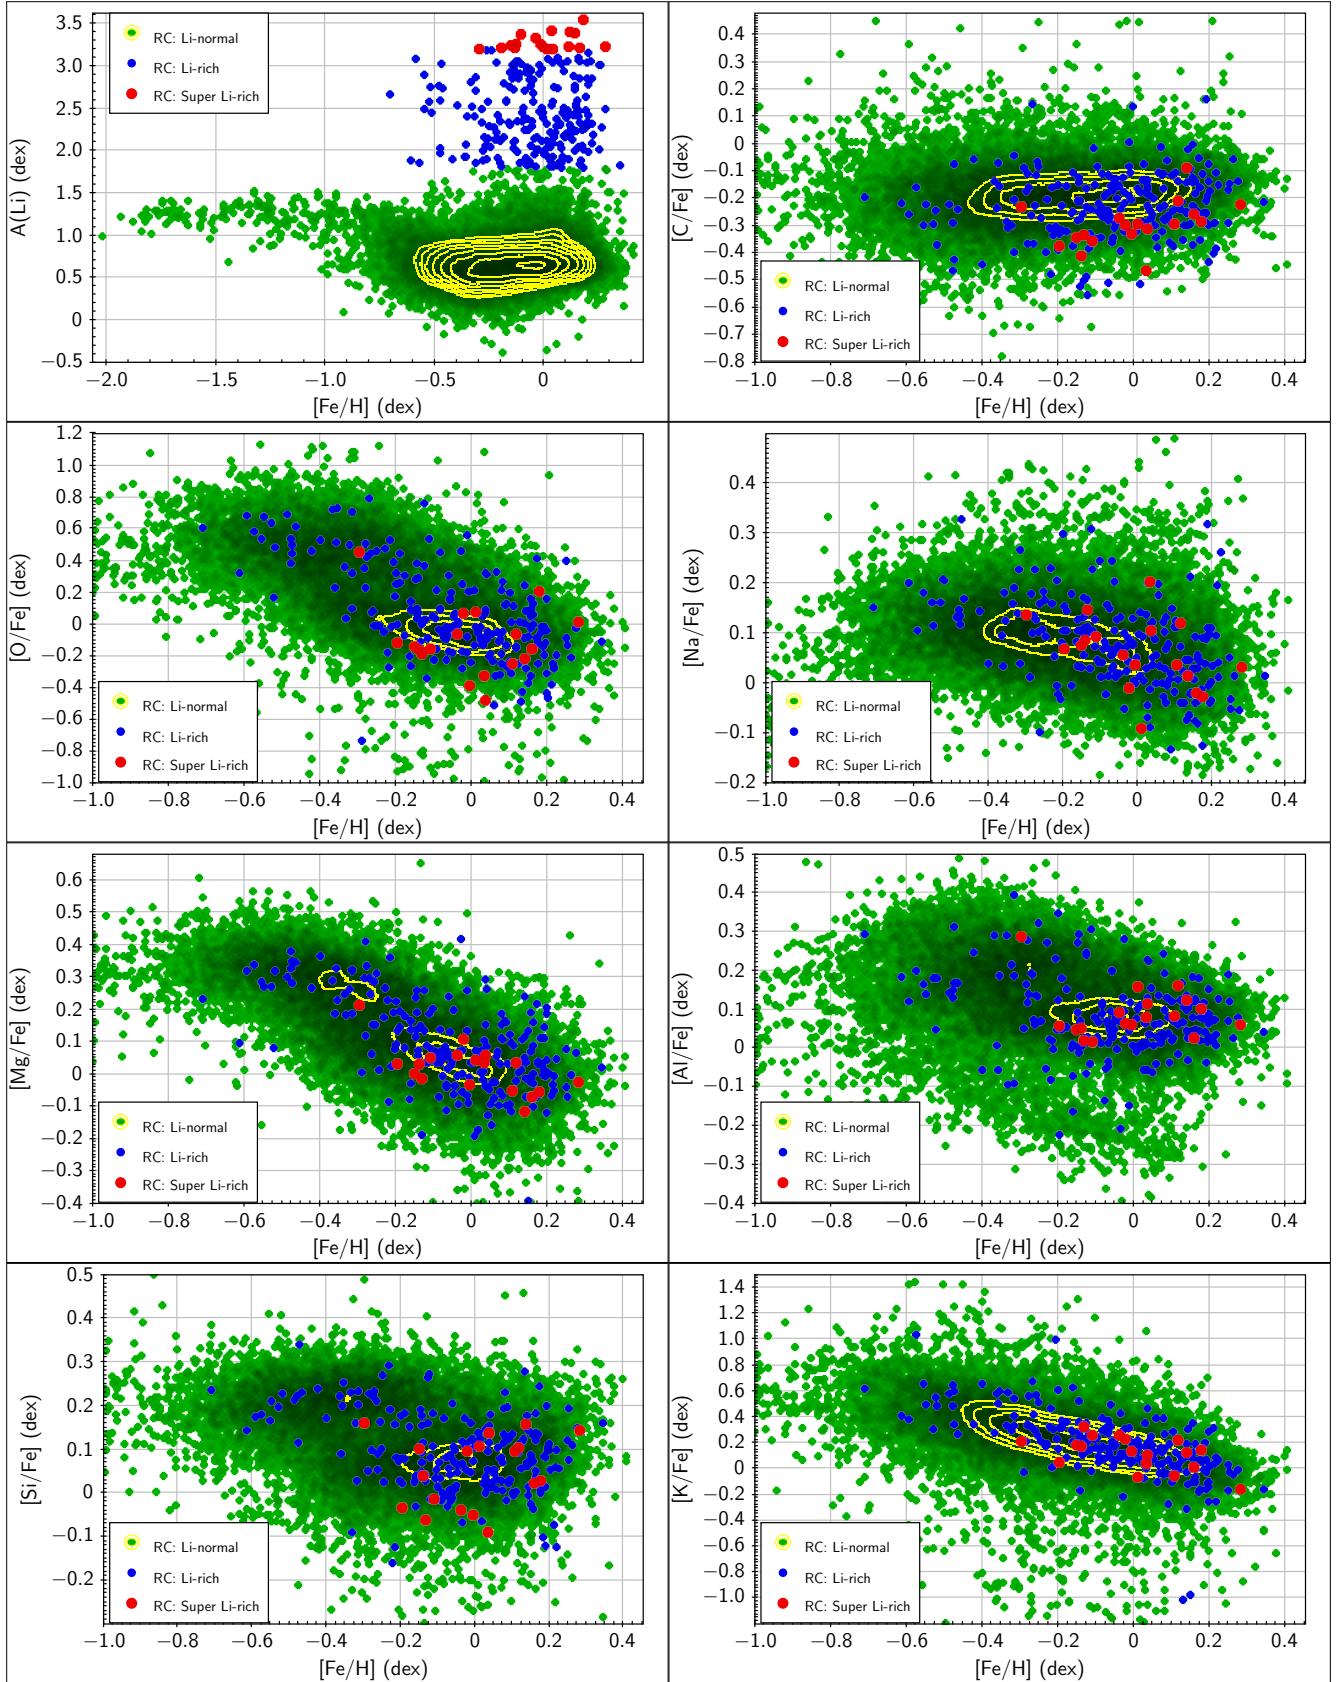 3.5
3.0
2.5
2.0
1.5
1.0
0.5
0
−0.5
A(Li) (dex)
RC: Li-normal
RC: Li-rich
RC: Super Li-rich
−2.0 −1.5 −1.0 −0.5 0
[Fe/H] (dex)
0.4
0.3
0.2
0.1
0
−0.1
−0.2
−0.3
−0.4
−0.5
−0.6
−0.7
−0.8
[C/Fe] (dex)
RC: Li-normal
RC: Li-rich
RC: Super Li-rich
−1.0 −0.8 −0.6 −0.4 −0.2 0 0.2 0.4
[Fe/H] (dex)
1.2
1.0
0.8
0.6
0.4
0.2
0
−0.2
−0.4
−0.6
−0.8
−1.0
[O/Fe] (dex)
RC: Li-normal
RC: Li-rich
RC: Super Li-rich
−1.0 −0.8 −0.6 −0.4 −0.2 0 0.2 0.4
[Fe/H] (dex)
0.4
0.3
0.2
0.1
0
−0.1
−0.2
[Na/Fe] (dex)
RC: Li-normal
RC: Li-rich
RC: Super Li-rich
−1.0 −0.8 −0.6 −0.4 −0.2 0 0.2 0.4
[Fe/H] (dex)
0.6
0.5
0.4
0.3
0.2
0.1
0
−0.1
−0.2
−0.3
−0.4
[Mg/Fe] (dex)
RC: Li-normal
RC: Li-rich
RC: Super Li-rich
−1.0 −0.8 −0.6 −0.4 −0.2 0 0.2 0.4
[Fe/H] (dex)
0.5
0.4
0.3
0.2
0.1
0
−0.1
−0.2
−0.3
−0.4
[Al/Fe] (dex)
RC: Li-normal
RC: Li-rich
RC: Super Li-rich
−1.0 −0.8 −0.6 −0.4 −0.2 0 0.2 0.4
[Fe/H] (dex)
0.5
0.4
0.3
0.2
0.1
0
−0.1
−0.2
[Si/Fe] (dex)
RC: Li-normal
RC: Li-rich
RC: Super Li-rich
−1.0 −0.8 −0.6 −0.4 −0.2 0 0.2 0.4
[Fe/H] (dex)
1.4
1.2
1.0
0.8
0.6
0.4
0.2
0
−0.2
−0.4
−0.6
−0.8
−1.0
[K/Fe] (dex)
RC: Li-normal
RC: Li-rich
RC: Super Li-rich
−1.0 −0.8 −0.6 −0.4 −0.2 0 0.2 0.4
[Fe/H] (dex)